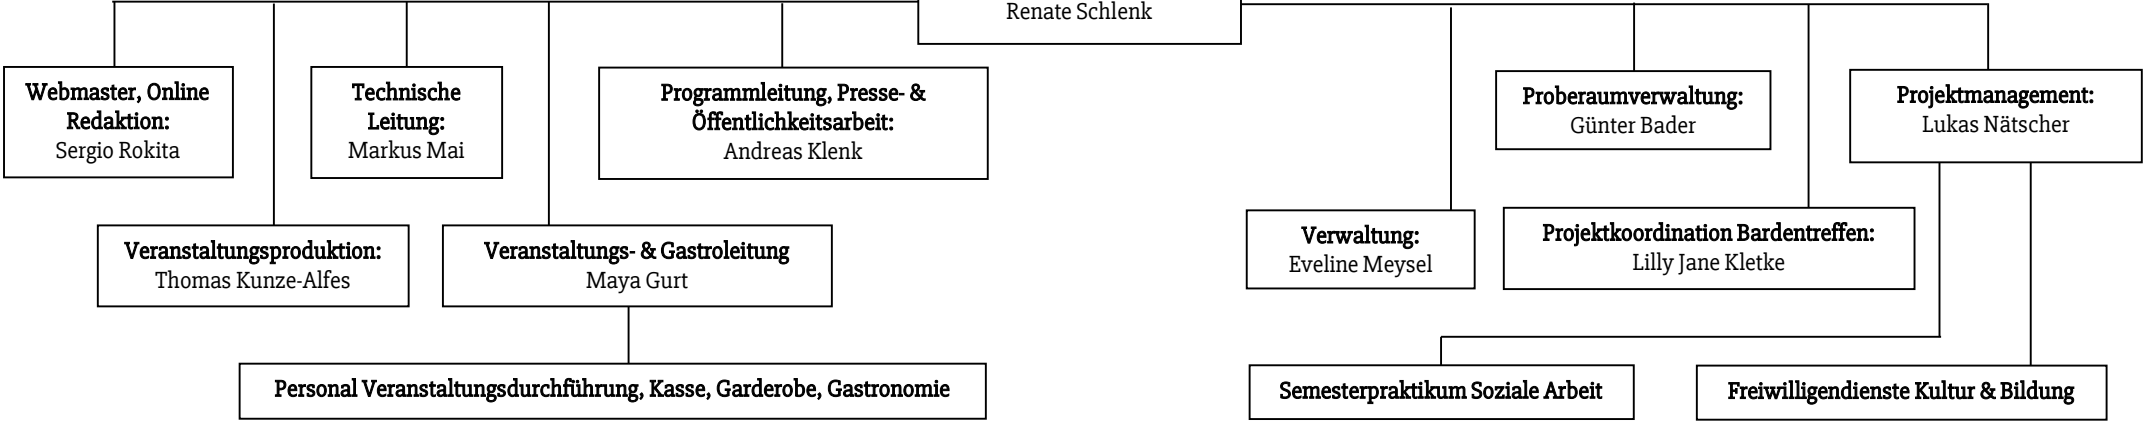 Renate Schlenk
Webmaster, Online
Redaktion:
Sergio Rokita
Technische
Leitung:
Markus Mai
Programmleitung, Presse- &
Öffentlichkeitsarbeit:
Andreas Klenk
Proberaumverwaltung:
Günter Bader
Projektmanagement:
Lukas Nätscher
Veranstaltungsproduktion:
Thomas Kunze-Alfes
Veranstaltungs- & Gastroleitung
Maya Gurt
Verwaltung:
Eveline Meysel
Projektkoordination Bardentreffen:
Lilly Jane Kletke
Personal Veranstaltungsdurchführung, Kasse, Garderobe, Gastronomie
Semesterpraktikum Soziale Arbeit
Freiwilligendienste Kultur & Bildung